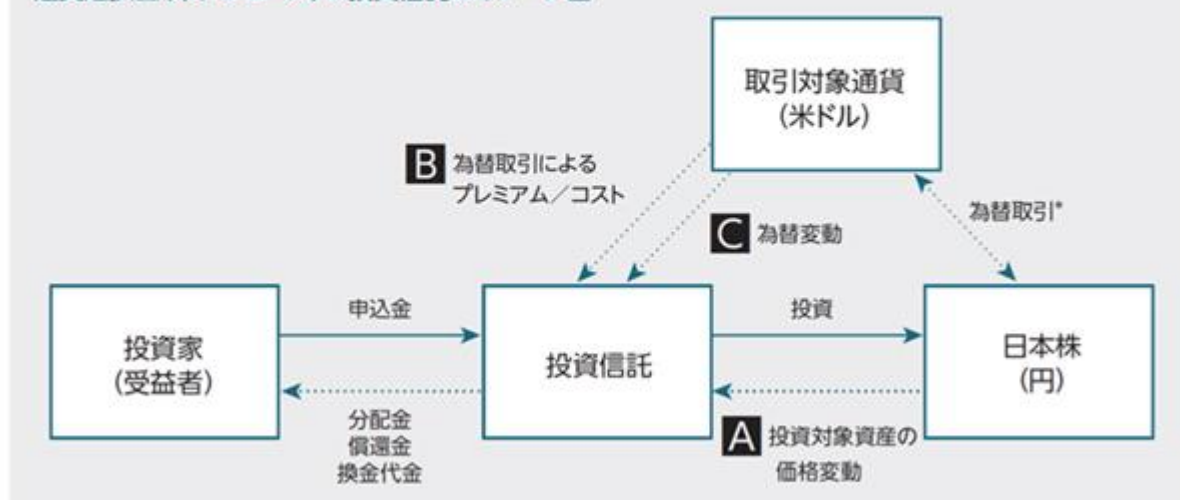 取引対象通貨
（米ドル）
B 為替取引による
プレミアム／コスト
C 為替変動
為替取引*
投資家
（受益者）
申込金
分配金
償還金
換金代金
投資信託
投資
A 投資対象資産の
価格変動
日本株
（円）